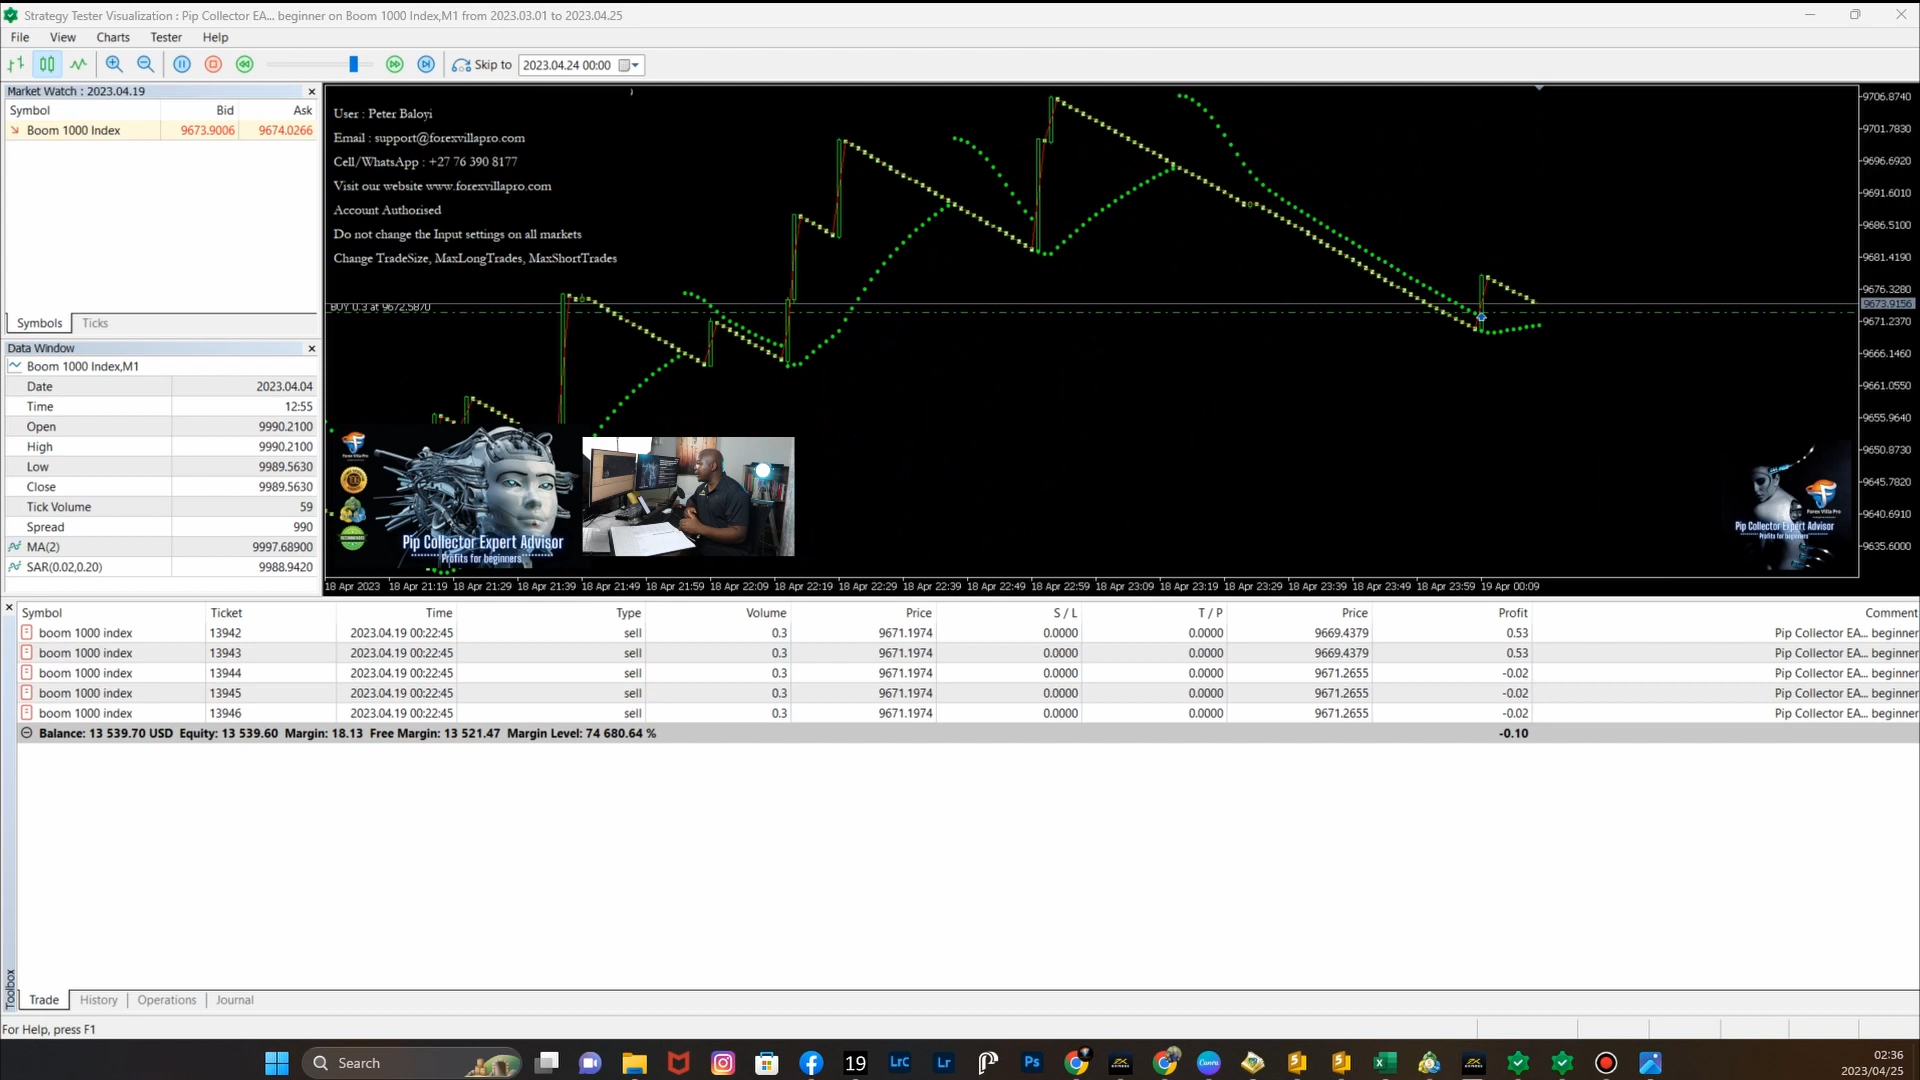 Strategy Tester Visualization : Pip Collector EA... beginner on Boom 1000 Index,M1 from 2023.03.01 to 2023.04.25
File View Charts Tester Help
Skip to 2023.04.24 00:00
Market Watch : 2023.04.19
Symbol Bid Ask
Boom 1000 Index 9673.9006 9674.0266
Symbols Ticks
Data Window
Boom 1000 Index,M1
Date 2023.04.04
Time 12:55
Open 9990.2100
High 9990.2100
Low 9989.5630
Close 9989.5630
Tick Volume 59
Spread 990
MA(2) 9997.68900
SAR(0.02,0.20) 9988.9420
User : Peter Baloyi
Email : support@forexvillapro.com
Cell/WhatsApp : +27 76 390 8177
Visit our website www.forexvillapro.com
Account Authorised
Do not change the Input settings on all markets
Change TradeSize, MaxLongTrades, MaxShortTrades
BUY 0.3 at 9672.5870
9706.8740
9701.7830
9696.6920
9691.6010
9686.5100
9681.4190
9676.3280
9673.9156
9671.2370
9666.1460
9661.0550
9655.9640
9650.8730
9645.7820
9640.6910
9635.6000
Forex Villa Pro
Pip Collector Expert Advisor
Profits for beginners
Forex Villa Pro
Pip Collector Expert Advisor
Profits for beginners
18 Apr 2023 18 Apr 21:19 18 Apr 21:29 18 Apr 21:39 18 Apr 21:49 18 Apr 21:59 18 Apr 22:09 18 Apr 22:19 18 Apr 22:29 18 Apr 22:39 18 Apr 22:49 18 Apr 22:59 18 Apr 23:09 18 Apr 23:19 18 Apr 23:29 18 Apr 23:39 18 Apr 23:49 18 Apr 23:59 19 Apr 00:09
Symbol Ticket Time Type Volume Price S / L T / P Price Profit Comment
boom 1000 index 13942 2023.04.19 00:22:45 sell 0.3 9671.1974 0.0000 0.0000 9669.4379 0.53 Pip Collector EA... beginner
boom 1000 index 13943 2023.04.19 00:22:45 sell 0.3 9671.1974 0.0000 0.0000 9669.4379 0.53 Pip Collector EA... beginner
boom 1000 index 13944 2023.04.19 00:22:45 sell 0.3 9671.1974 0.0000 0.0000 9671.2655 -0.02 Pip Collector EA... beginner
boom 1000 index 13945 2023.04.19 00:22:45 sell 0.3 9671.1974 0.0000 0.0000 9671.2655 -0.02 Pip Collector EA... beginner
boom 1000 index 13946 2023.04.19 00:22:45 sell 0.3 9671.1974 0.0000 0.0000 9671.2655 -0.02 Pip Collector EA... beginner
Balance: 13 539.70 USD Equity: 13 539.60 Margin: 18.13 Free Margin: 13 521.47 Margin Level: 74 680.64 % -0.10
Toolbox
Trade History Operations Journal
For Help, press F1
Search 19 LrC Lr Ps
02:36
2023/04/25